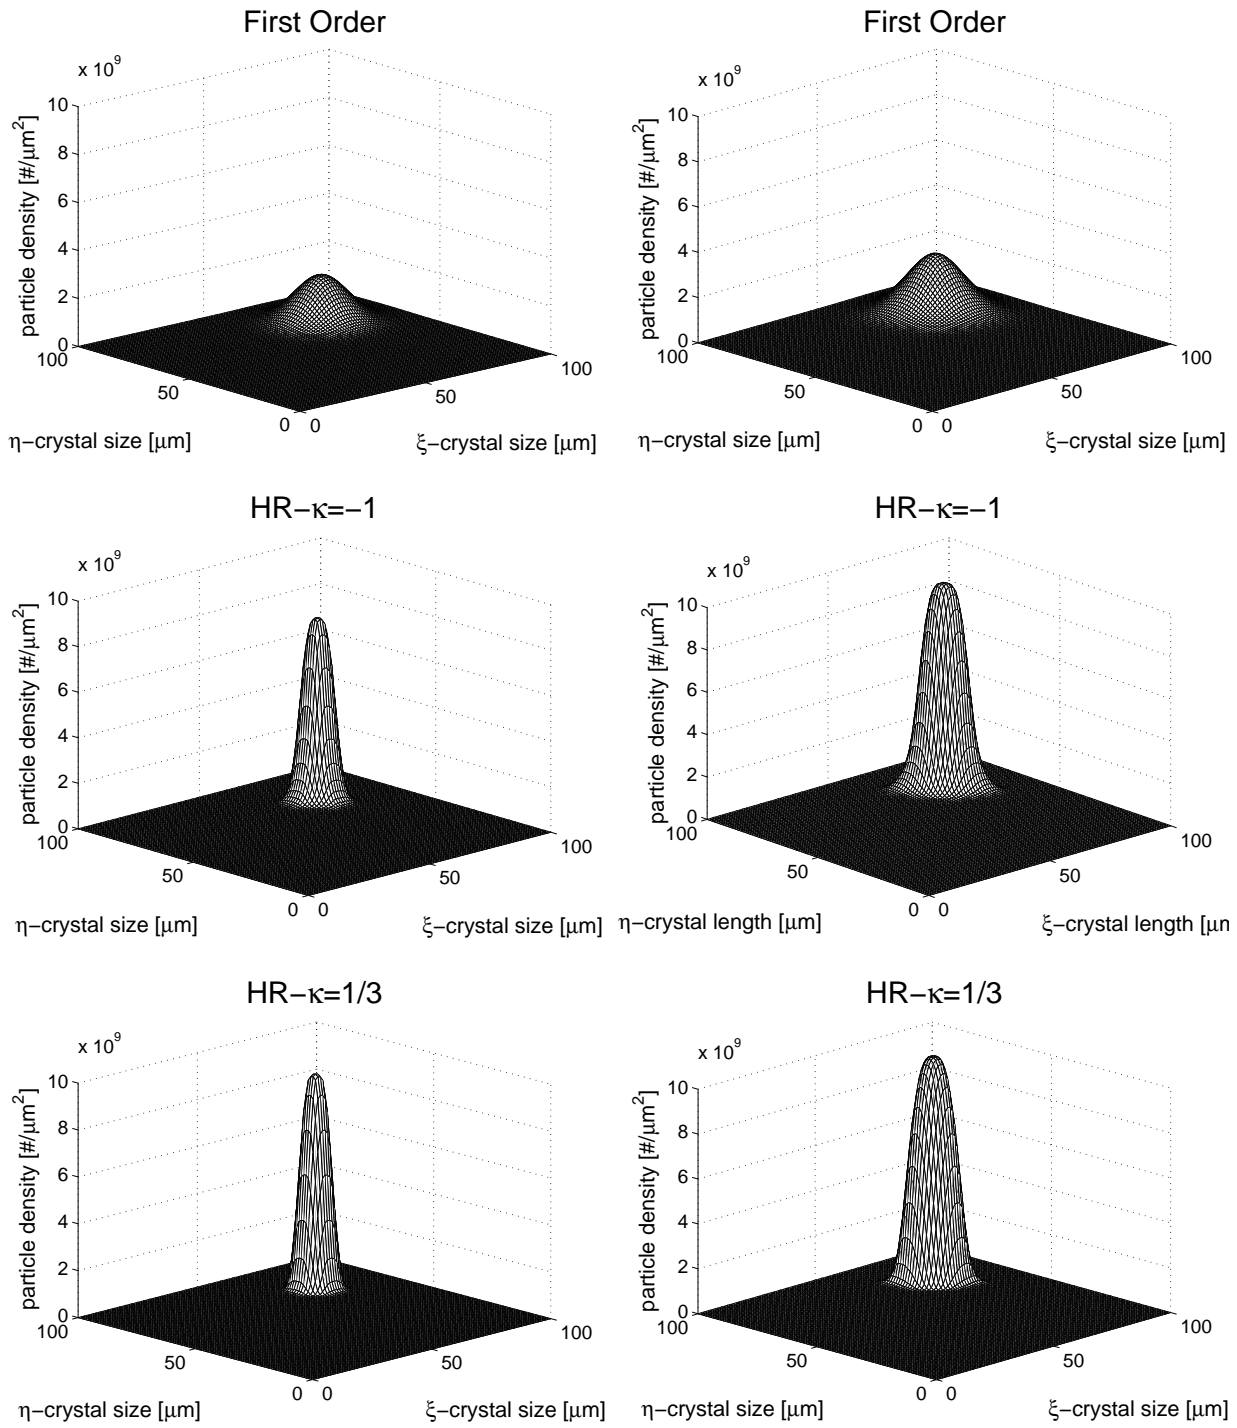 First Order
x 10^9
particle density [#/μm^2]
10
8
6
4
2
0
100
50
0
0
50
100
η−crystal size [μm]
ξ−crystal size [μm]
First Order
x 10^9
particle density [#/μm^2]
10
8
6
4
2
0
100
50
0
0
50
100
η−crystal size [μm]
ξ−crystal size [μm]
HR−κ=−1
x 10^9
particle density [#/μm^2]
10
8
6
4
2
0
100
50
0
0
50
100
η−crystal size [μm]
ξ−crystal size [μm]
HR−κ=−1
x 10^9
particle density [#/μm^2]
10
8
6
4
2
0
100
50
0
0
50
100
η−crystal length [μm]
ξ−crystal length [μm
HR−κ=1/3
x 10^9
particle density [#/μm^2]
10
8
6
4
2
0
100
50
0
0
50
100
η−crystal size [μm]
ξ−crystal size [μm]
HR−κ=1/3
x 10^9
particle density [#/μm^2]
10
8
6
4
2
0
100
50
0
0
50
100
η−crystal size [μm]
ξ−crystal size [μm]